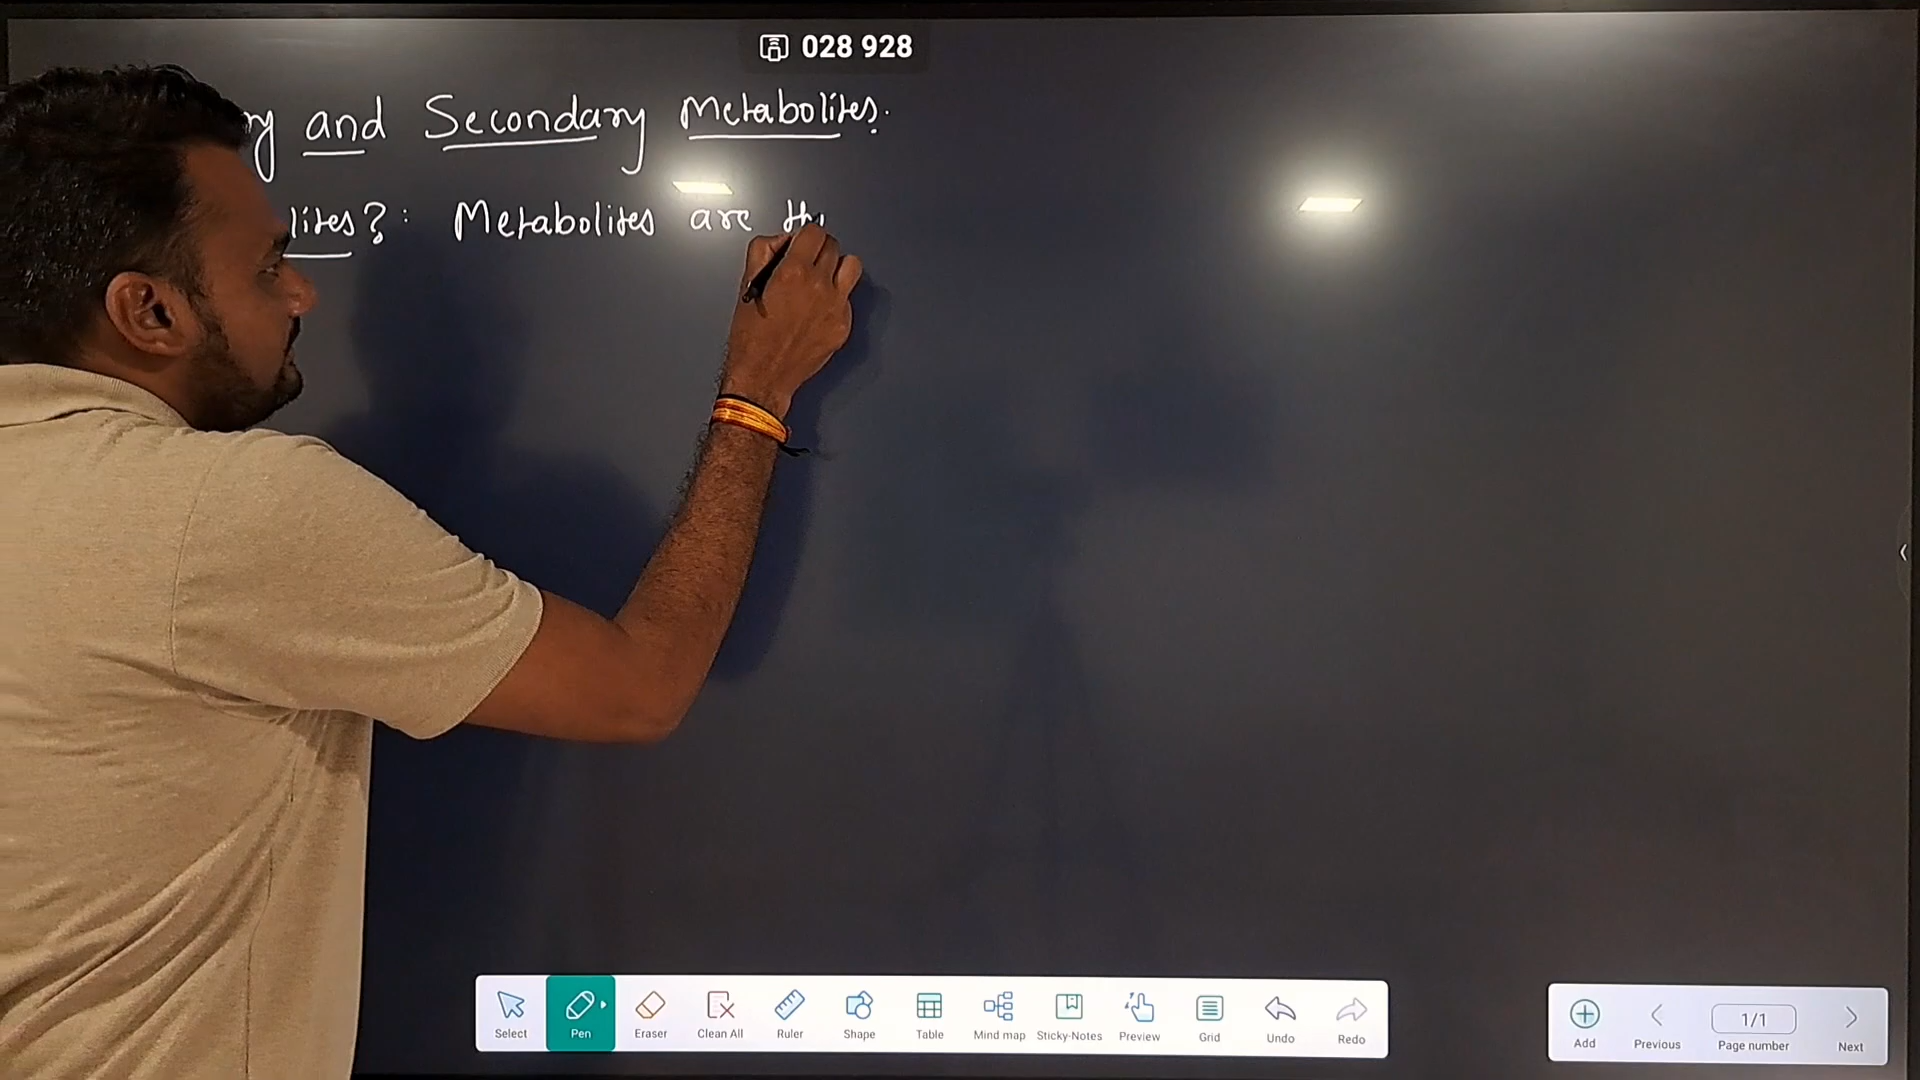 028 928
and Secondary Metabolites.
Metabolites are
Select Pen Eraser Clean All Ruler Shape Table Mind map Sticky-Notes Preview Grid Undo Redo
Add Previous 1/1 Page number Next